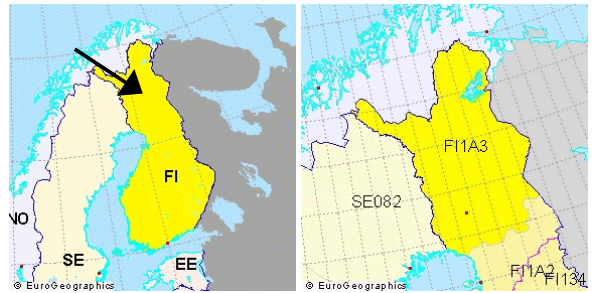 FI
NO
SE
EE
© EuroGeographics
FI1A3
SE082
FI1A2
FI134
© EuroGeographics